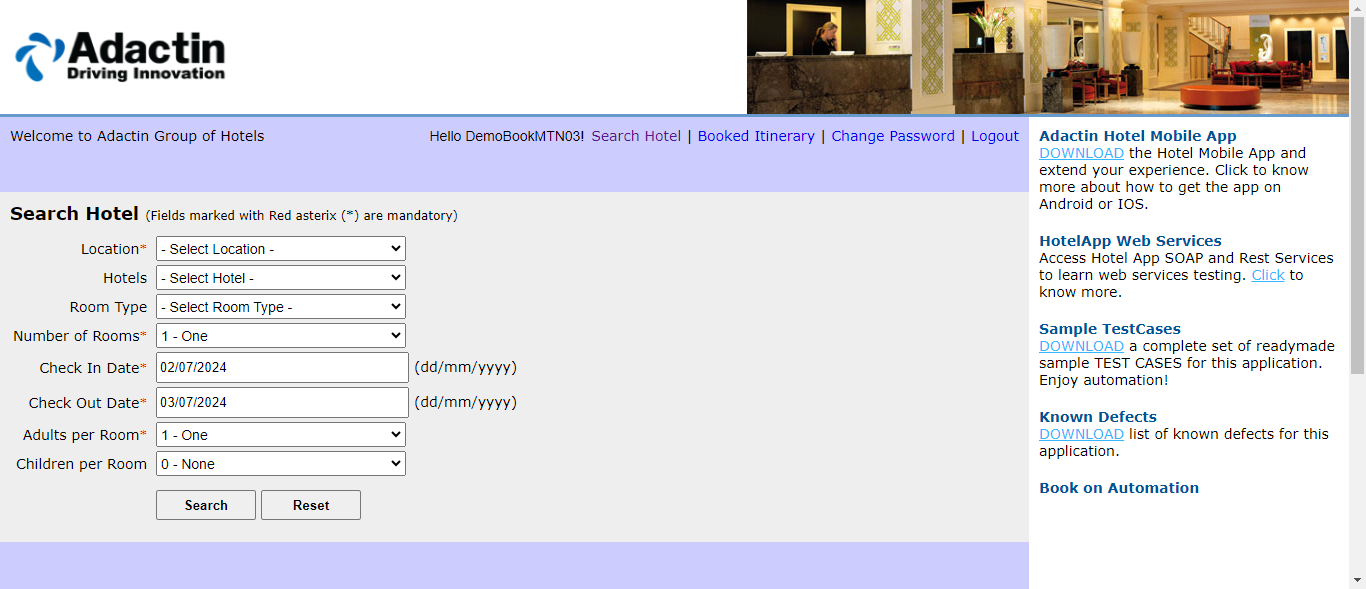 Adactin
Driving Innovation
Welcome to Adactin Group of Hotels
Hello DemoBookMTN03! Search Hotel | Booked Itinerary | Change Password | Logout
Search Hotel (Fields marked with Red asterix (*) are mandatory)
Location* - Select Location -
Hotels - Select Hotel -
Room Type - Select Room Type -
Number of Rooms* 1 - One
Check In Date* 02/07/2024 (dd/mm/yyyy)
Check Out Date* 03/07/2024 (dd/mm/yyyy)
Adults per Room* 1 - One
Children per Room 0 - None
Search Reset
Adactin Hotel Mobile App
DOWNLOAD the Hotel Mobile App and
extend your experience. Click to know
more about how to get the app on
Android or IOS.
HotelApp Web Services
Access Hotel App SOAP and Rest Services
to learn web services testing. Click to
know more.
Sample TestCases
DOWNLOAD a complete set of readymade
sample TEST CASES for this application.
Enjoy automation!
Known Defects
DOWNLOAD list of known defects for this
application.
Book on Automation